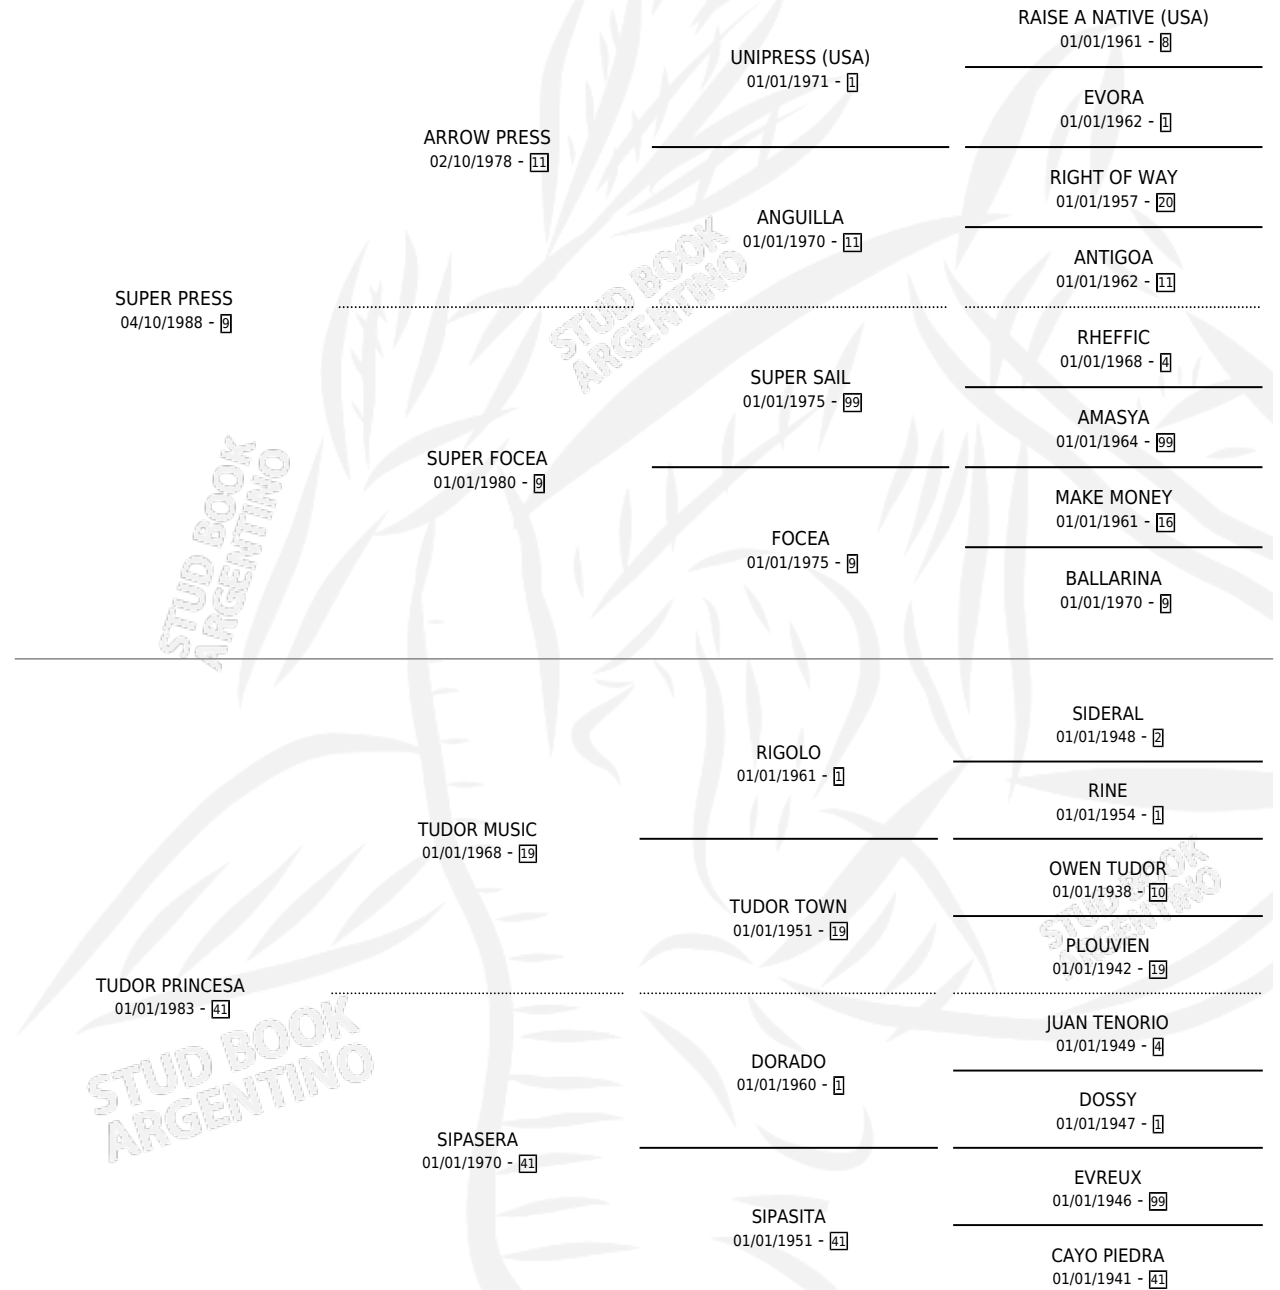 SUPER PRESS
04/10/1988 - 9
ARROW PRESS
02/10/1978 - 11
UNIPRESS (USA)
01/01/1971 - 1
RAISE A NATIVE (USA)
01/01/1961 - 8
EVORA
01/01/1962 - 1
ANGUILLA
01/01/1970 - 11
RIGHT OF WAY
01/01/1957 - 20
ANTIGOA
01/01/1962 - 11
SUPER FOCEA
01/01/1980 - 9
SUPER SAIL
01/01/1975 - 99
RHEFFIC
01/01/1968 - 4
AMASYA
01/01/1964 - 99
FOCEA
01/01/1975 - 9
MAKE MONEY
01/01/1961 - 16
BALLARINA
01/01/1970 - 9
TUDOR PRINCESA
01/01/1983 - 41
TUDOR MUSIC
01/01/1968 - 19
RIGOLO
01/01/1961 - 1
SIDERAL
01/01/1948 - 2
RINE
01/01/1954 - 1
TUDOR TOWN
01/01/1951 - 19
OWEN TUDOR
01/01/1938 - 10
PLOUVIEN
01/01/1942 - 19
SIPASERA
01/01/1970 - 41
DORADO
01/01/1960 - 1
JUAN TENORIO
01/01/1949 - 4
DOSSY
01/01/1947 - 1
SIPASITA
01/01/1951 - 41
EVREUX
01/01/1946 - 99
CAYO PIEDRA
01/01/1941 - 41
STUD BOOK
ARGENTINO
STUD BOOK
ARGENTINO
STUD BOOK
ARGENTINO
STUD BOOK
ARGENTINO